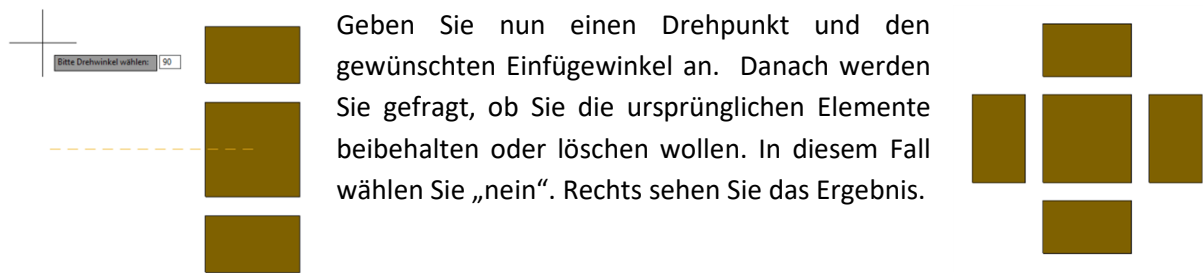 Bitte Drehwinkel wählen: 90
Geben Sie nun einen Drehpunkt und den
gewünschten Einfügewinkel an. Danach werden
Sie gefragt, ob Sie die ursprünglichen Elemente
beibehalten oder löschen wollen. In diesem Fall
wählen Sie „nein“. Rechts sehen Sie das Ergebnis.